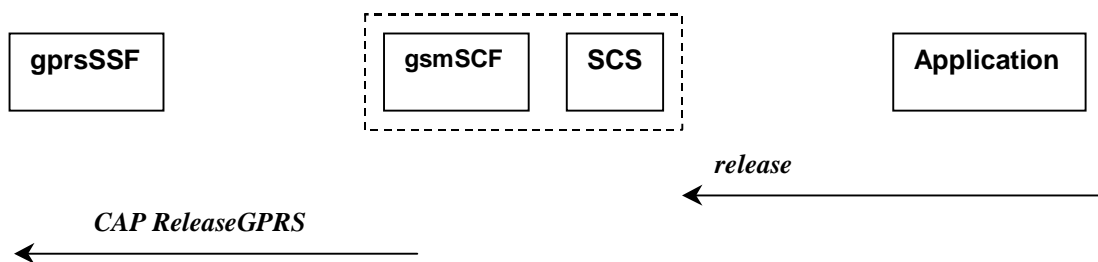 gprsSSF
gsmSCF
SCS
Application
release
CAP ReleaseGPRS